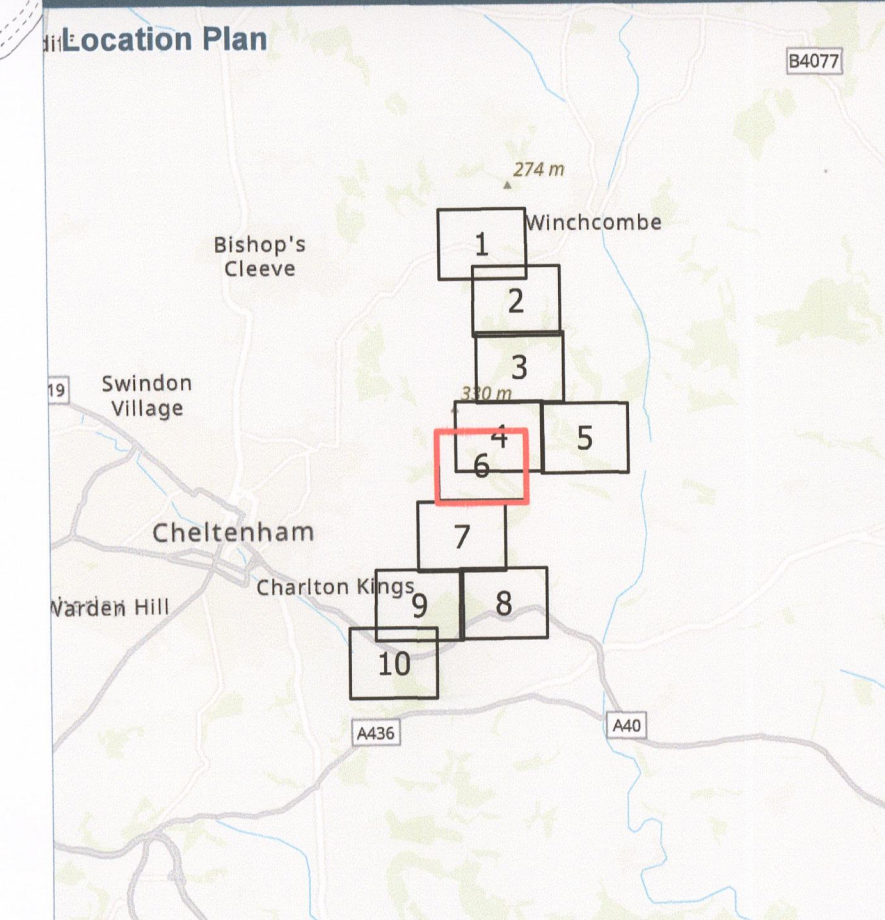 Location Plan
B4077
274 m
Winchcombe
1
Bishop's
Cleeve
2
3
19
Swindon
Village
330 m
4
5
6
Cheltenham
7
Charlton Kings
9
8
Warden Hill
10
A436
A40